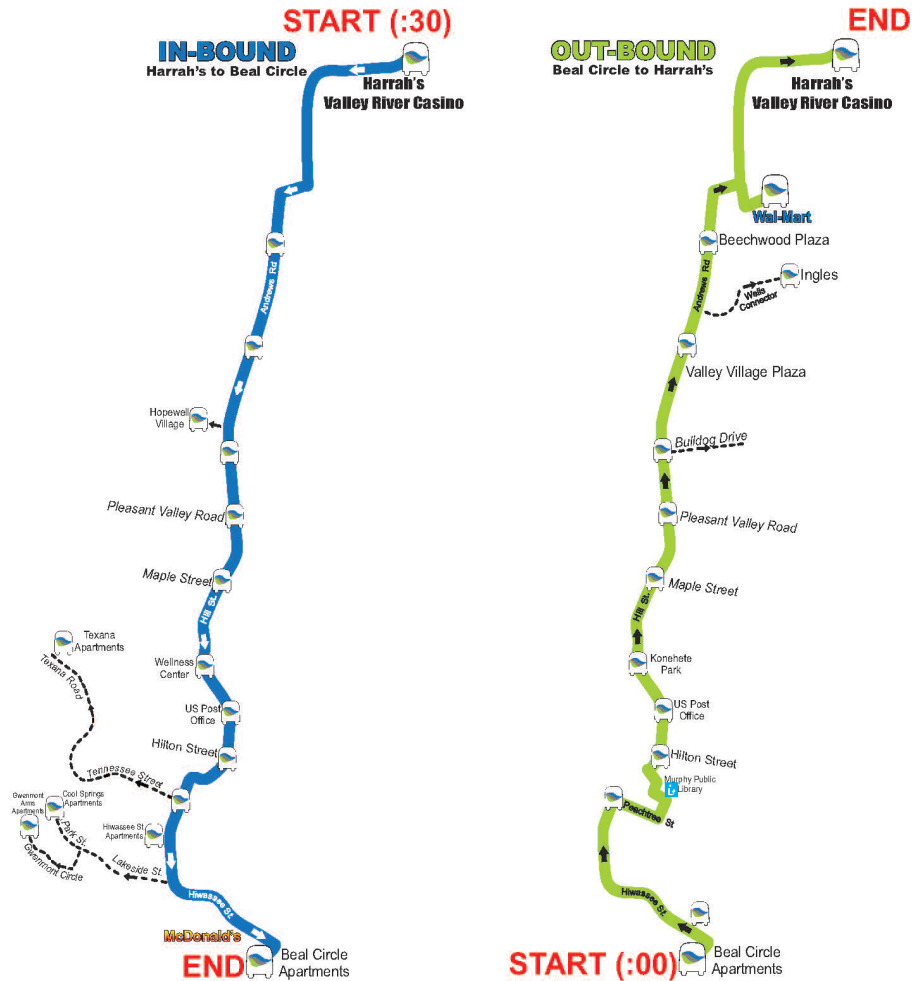 START (:30)
IN-BOUND
Harrah's to Beal Circle
Harrah's
Valley River Casino
Andrews Rd
Hopewell
Village
Pleasant Valley Road
Maple Street
Hill St.
Texana
Apartments
Texana Road
Wellness
Center
US Post
Office
Hilton Street
Tennessee Street
Gwenmont
Arms
Apartments
Cool Springs
Apartments
Park St.
Hiwassee St.
Apartments
Gwenmont Circle
Lakeside St.
Hiwassee St.
McDonald's
END
Beal Circle
Apartments
END
OUT-BOUND
Beal Circle to Harrah's
Harrah's
Valley River Casino
Wal-Mart
Beechwood Plaza
Ingles
Andrews Rd
Wells
Connector
Valley Village Plaza
Bulldog Drive
Pleasant Valley Road
Maple Street
Hill St.
Konehete
Park
US Post
Office
Hilton Street
Murphy Public
Library
Peachtree St
Hiwassee St.
START (:00)
Beal Circle
Apartments